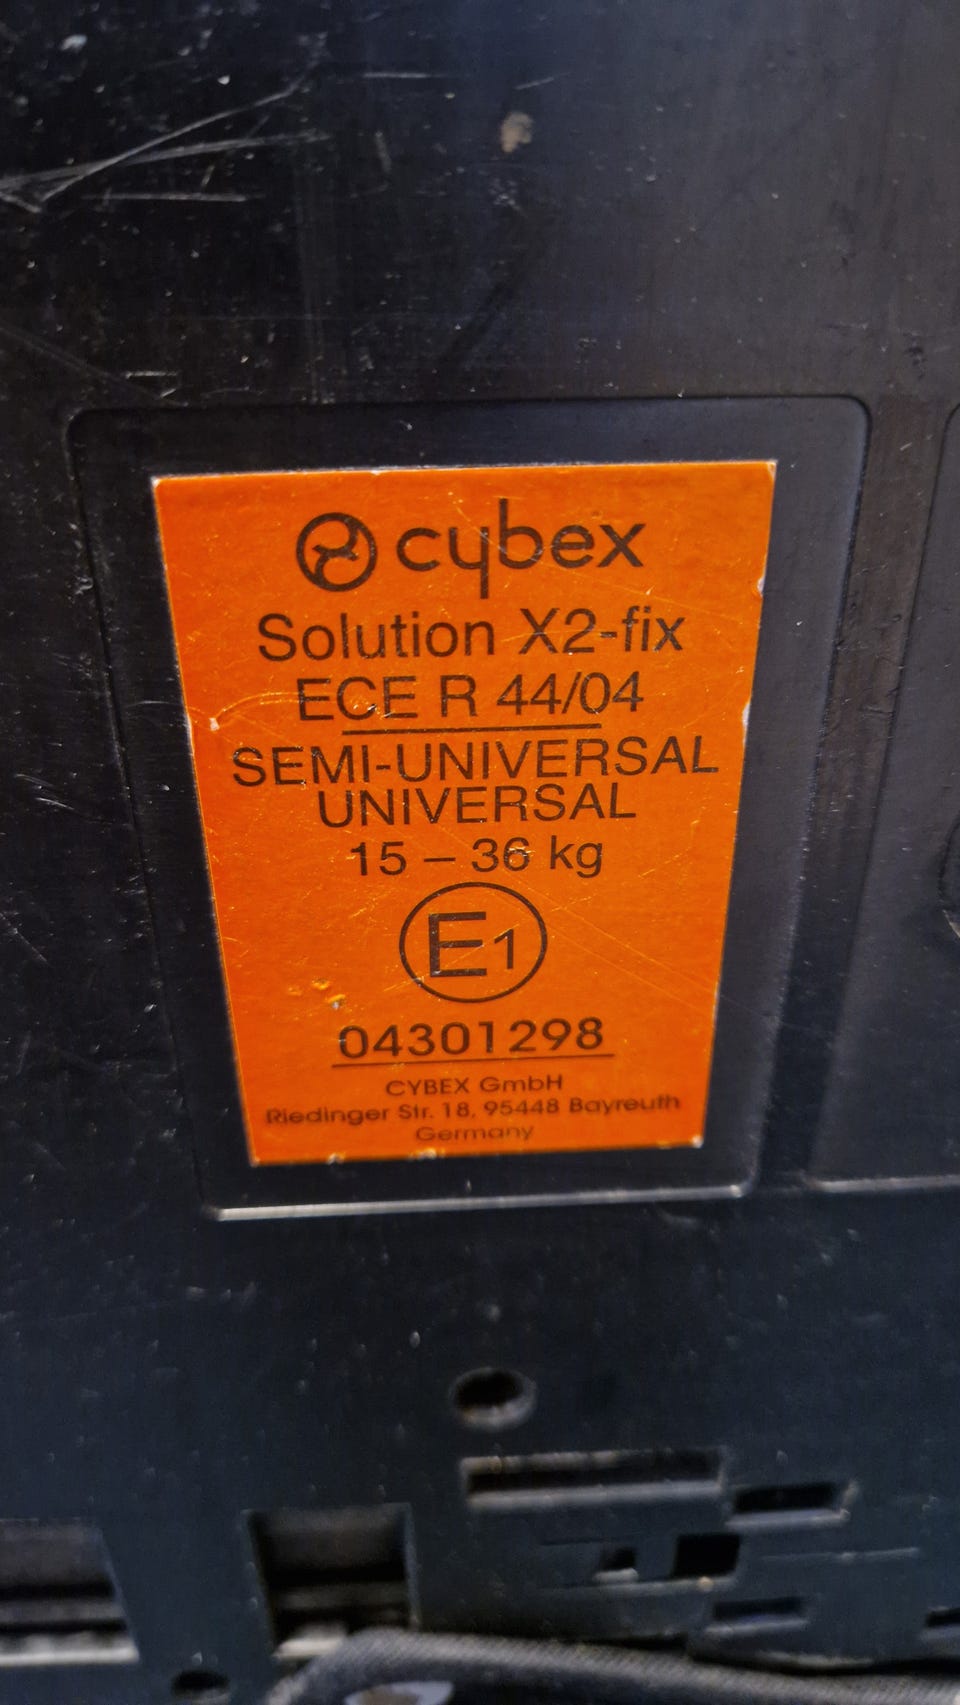 cybex
Solution X2-fix
ECE R 44/04
SEMI-UNIVERSAL
UNIVERSAL
15 – 36 kg
E1
04301298
CYBEX GmbH
Riedinger Str. 18, 95448 Bayreuth
Germany